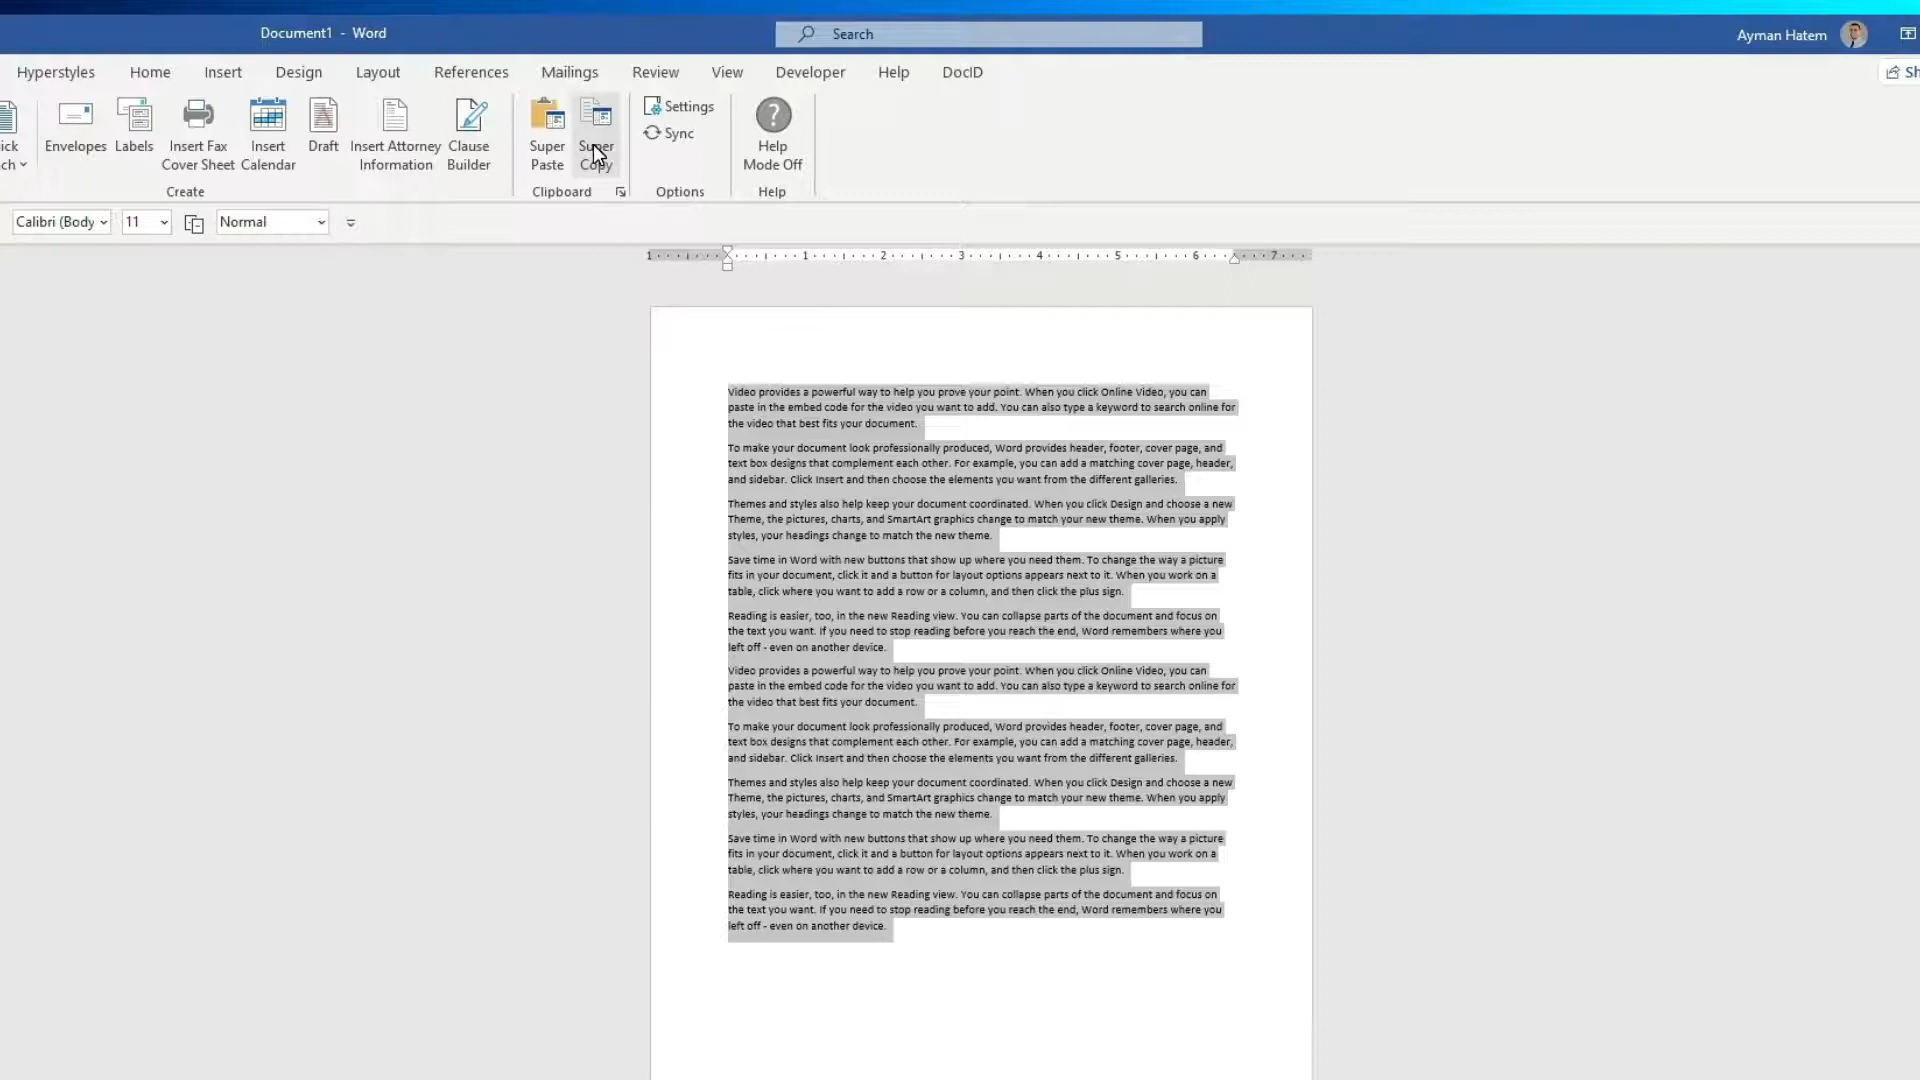 Document1 - Word
Search
Ayman Hatem
Hyperstyles Home Insert Design Layout References Mailings Review View Developer Help DocID
Sh
ick
ch
Envelopes
Labels
Insert Fax
Cover Sheet
Insert
Calendar
Draft
Insert Attorney
Information
Clause
Builder
Create
Super
Paste
Super
Copy
Clipboard
Settings
Sync
Options
?
Help
Mode Off
Help
Calibri (Body 11 Normal
1 1 2 3 4 5 6 7
Video provides a powerful way to help you prove your point. When you click Online Video, you can
paste in the embed code for the video you want to add. You can also type a keyword to search online for
the video that best fits your document.
To make your document look professionally produced, Word provides header, footer, cover page, and
text box designs that complement each other. For example, you can add a matching cover page, header,
and sidebar. Click Insert and then choose the elements you want from the different galleries.
Themes and styles also help keep your document coordinated. When you click Design and choose a new
Theme, the pictures, charts, and SmartArt graphics change to match your new theme. When you apply
styles, your headings change to match the new theme.
Save time in Word with new buttons that show up where you need them. To change the way a picture
fits in your document, click it and a button for layout options appears next to it. When you work on a
table, click where you want to add a row or a column, and then click the plus sign.
Reading is easier, too, in the new Reading view. You can collapse parts of the document and focus on
the text you want. If you need to stop reading before you reach the end, Word remembers where you
left off - even on another device.
Video provides a powerful way to help you prove your point. When you click Online Video, you can
paste in the embed code for the video you want to add. You can also type a keyword to search online for
the video that best fits your document.
To make your document look professionally produced, Word provides header, footer, cover page, and
text box designs that complement each other. For example, you can add a matching cover page, header,
and sidebar. Click Insert and then choose the elements you want from the different galleries.
Themes and styles also help keep your document coordinated. When you click Design and choose a new
Theme, the pictures, charts, and SmartArt graphics change to match your new theme. When you apply
styles, your headings change to match the new theme.
Save time in Word with new buttons that show up where you need them. To change the way a picture
fits in your document, click it and a button for layout options appears next to it. When you work on a
table, click where you want to add a row or a column, and then click the plus sign.
Reading is easier, too, in the new Reading view. You can collapse parts of the document and focus on
the text you want. If you need to stop reading before you reach the end, Word remembers where you
left off - even on another device.